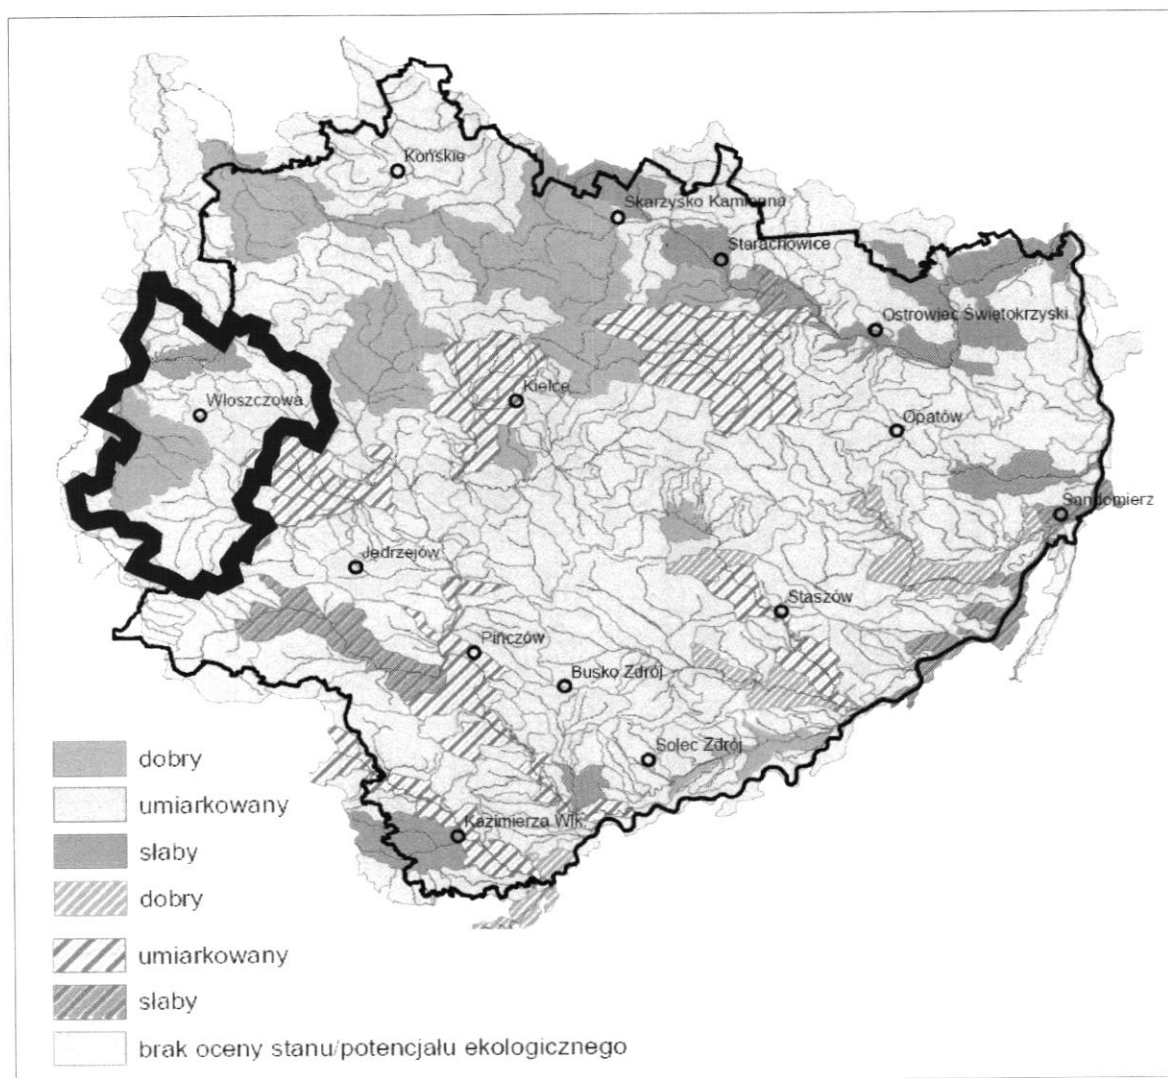 Końskie
Skarżysko Kamienna
Starachowice
Ostrowiec Świętokrzyski
Kielce
Włoszczowa
Opatów
Sandomierz
Jędrzejów
Staszów
Pińczów
Busko Zdrój
Solec Zdrój
Kazimierza Wlk.
dobry
umiarkowany
słaby
dobry
umiarkowany
słaby
brak oceny stanu/potencjału ekologicznego